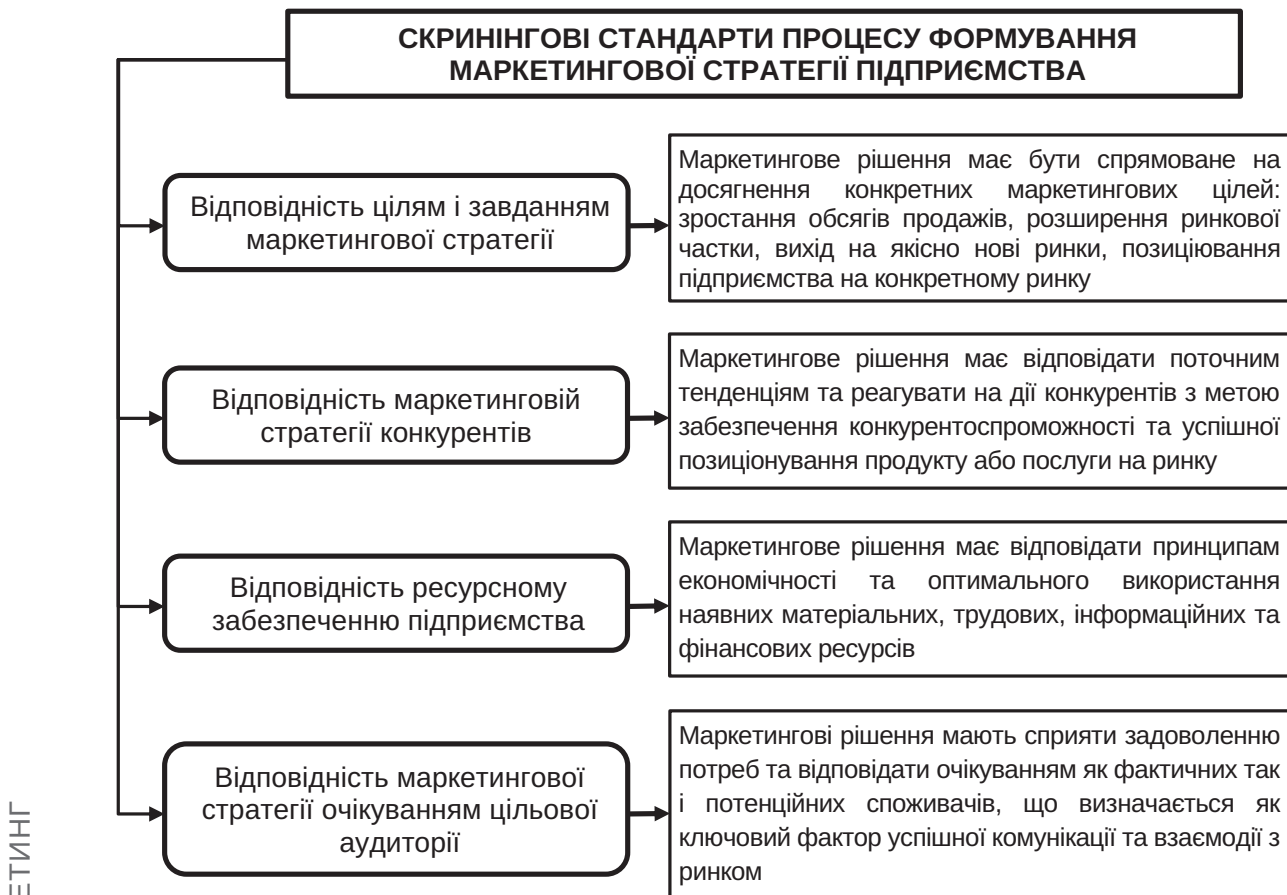 СКРИНІНГОВІ СТАНДАРТИ ПРОЦЕСУ ФОРМУВАННЯ
МАРКЕТИНГОВОЇ СТРАТЕГІЇ ПІДПРИЄМСТВА
Відповідність цілям і завданням
маркетингової стратегії
Маркетингове рішення має бути спрямоване на
досягнення конкретних маркетингових цілей:
зростання обсягів продажів, розширення ринкової
частки, вихід на якісно нові ринки, позиціювання
підприємства на конкретному ринку
Відповідність маркетинговій
стратегії конкурентів
Маркетингове рішення має відповідати поточним
тенденціям та реагувати на дії конкурентів з метою
забезпечення конкурентоспроможності та успішної
позиціонування продукту або послуги на ринку
Відповідність ресурсному
забезпеченню підприємства
Маркетингове рішення має відповідати принципам
економічності та оптимального використання
наявних матеріальних, трудових, інформаційних та
фінансових ресурсів
Відповідність маркетингової
стратегії очікуванням цільової
аудиторії
Маркетингові рішення мають сприяти задоволенню
потреб та відповідати очікуванням як фактичних так
і потенційних споживачів, що визначається як
ключовий фактор успішної комунікації та взаємодії з
ринком